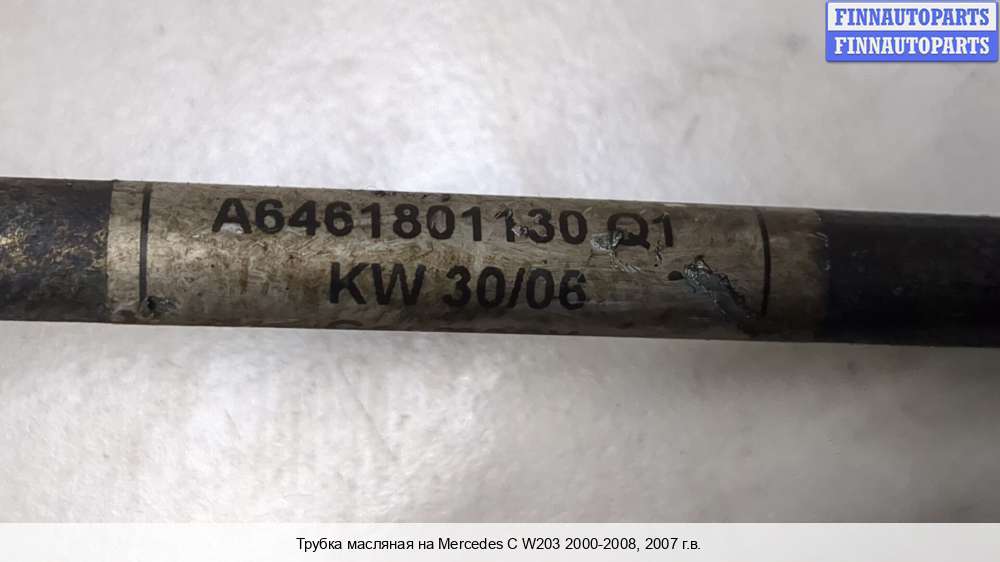 FINNAUTOPARTS
FINNAUTOPARTS
A6461801130 Q1
KW 30/06
Трубка масляная на Mercedes C W203 2000-2008, 2007 г.в.